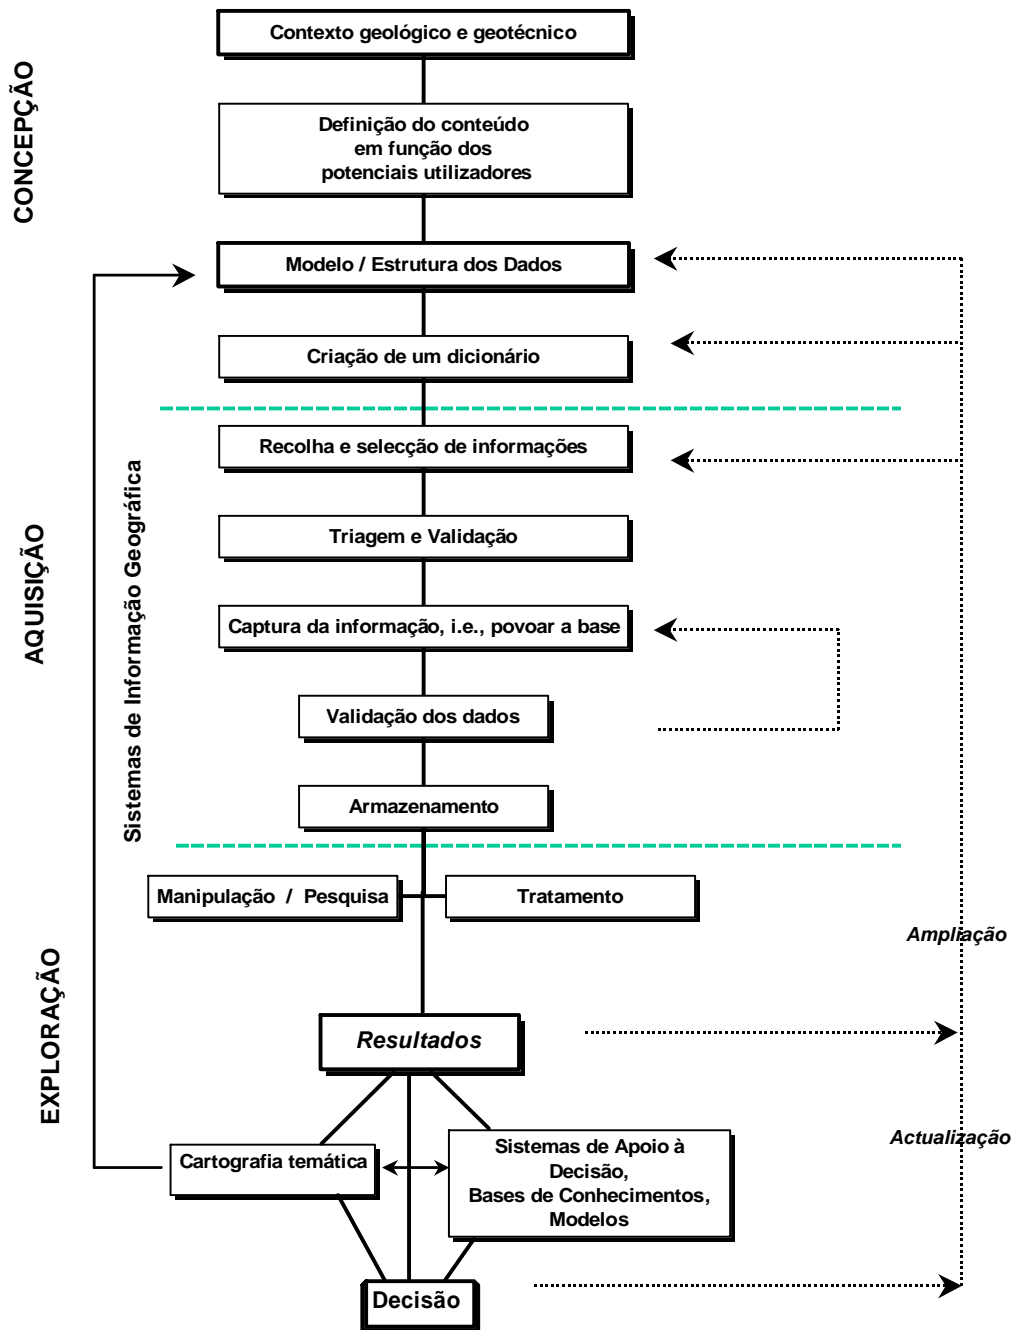 CONCEPÇÃO
Contexto geológico e geotécnico
Definição do conteúdo
em função dos
potenciais utilizadores
Modelo / Estrutura dos Dados
Criação de um dicionário
AQUISIÇÃO
Sistemas de Informação Geográfica
Recolha e selecção de informações
Triagem e Validação
Captura da informação, i.e., povoar a base
Validação dos dados
Armazenamento
EXPLORAÇÃO
Manipulação / Pesquisa
Tratamento
Ampliação
Resultados
Actualização
Cartografia temática
Sistemas de Apoio à
Decisão,
Bases de Conhecimentos,
Modelos
Decisão